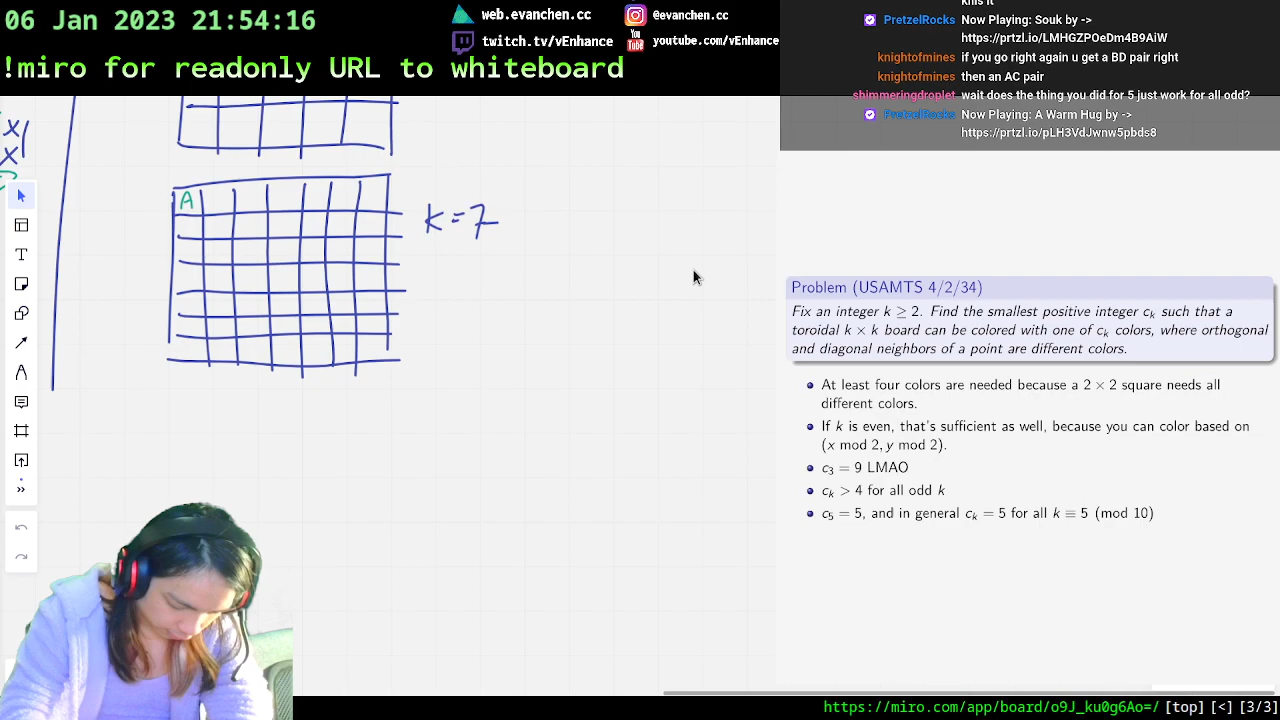 06 Jan 2023 21:54:16
!miro for readonly URL to whiteboard
web.evanchen.cc
@evanchen.cc
twitch.tv/vEnhance
youtube.com/vEnhance
PretzelRocks Now Playing: Souk by ->
https://prtzl.io/LMHGZPOeDm4B9AlW
knightofmines if you go right again u get a BD pair right
knightofmines then an AC pair
shimmeringdroplet wait does the thing you did for 5 just work for all odd?
PretzelRocks Now Playing: A Warm Hug by ->
https://prtzl.io/pLH3VdJwnw5pbds8
x
x
A
k=7
Problem (USAMTS 4/2/34)
Fix an integer k ≥ 2. Find the smallest positive integer c_k such that a
toroidal k × k board can be colored with one of c_k colors, where orthogonal
and diagonal neighbors of a point are different colors.
At least four colors are needed because a 2 × 2 square needs all
different colors.
If k is even, that's sufficient as well, because you can color based on
(x mod 2, y mod 2).
c_3 = 9 LMAO
c_k > 4 for all odd k
c_5 = 5, and in general c_k = 5 for all k ≡ 5 (mod 10)
https://miro.com/app/board/o9J_ku0g6Ao=/ [top] [<] [3/3]